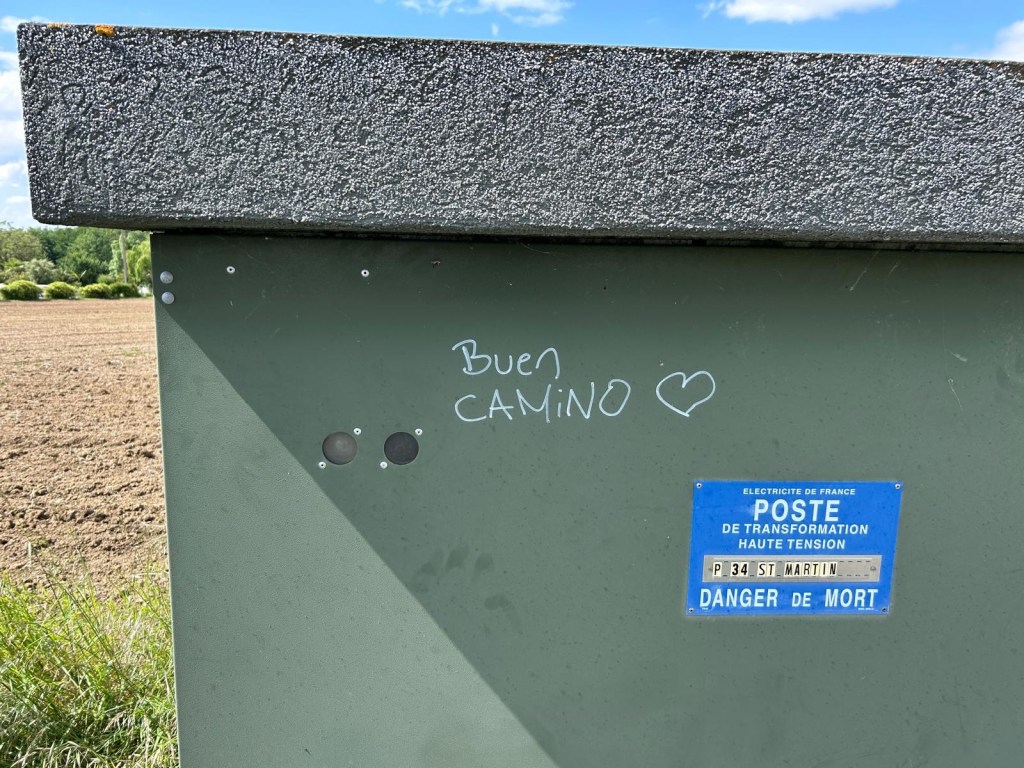 Buen
CAMiNO
ELECTRICITE DE FRANCE
POSTE
DE TRANSFORMATION
HAUTE TENSION
P 34 ST MARTIN
DANGER DE MORT